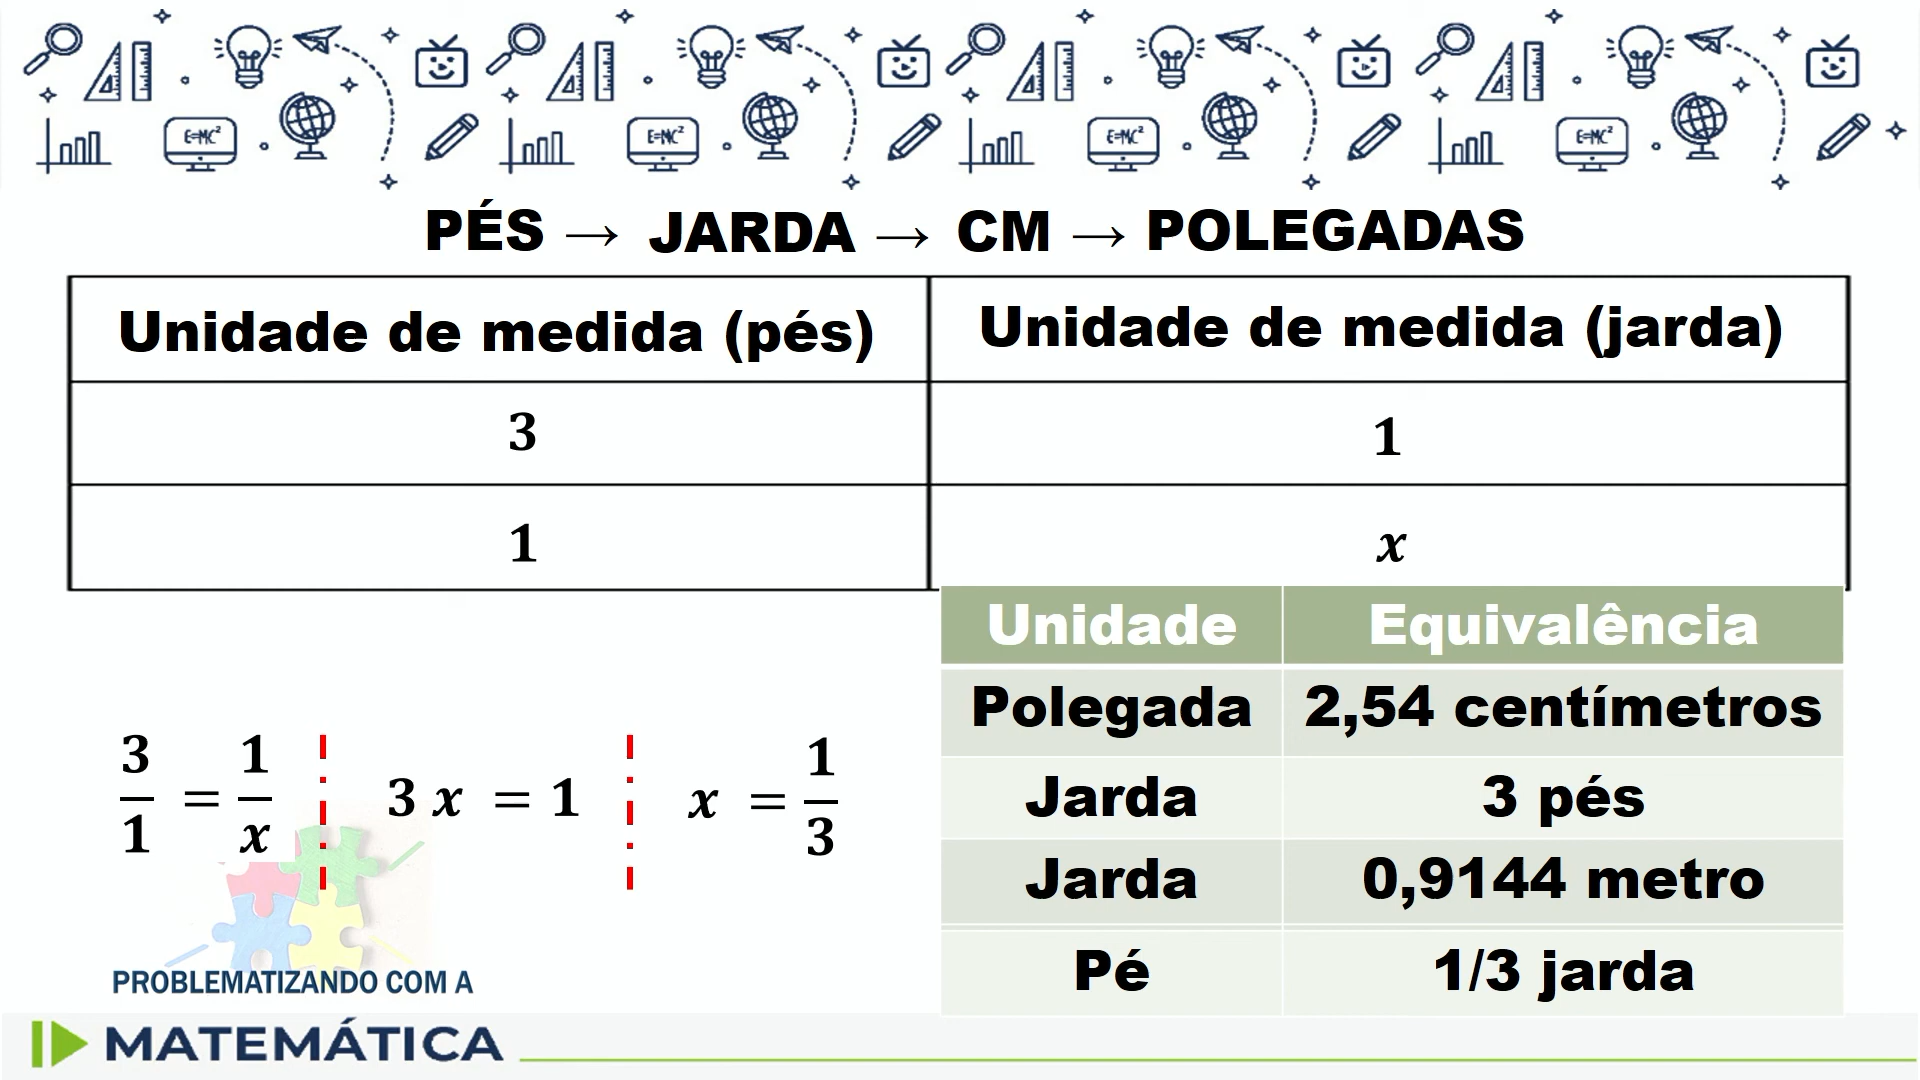 E=MC² E=MC² E=MC² E=MC²
PÉS → JARDA → CM → POLEGADAS
Unidade de medida (pés) Unidade de medida (jarda)
3 1
1 x
3/1 = 1/x 3 x = 1 x = 1/3
Unidade Equivalência
Polegada 2,54 centímetros
Jarda 3 pés
Jarda 0,9144 metro
Pé 1/3 jarda
PROBLEMATIZANDO COM A
MATEMÁTICA